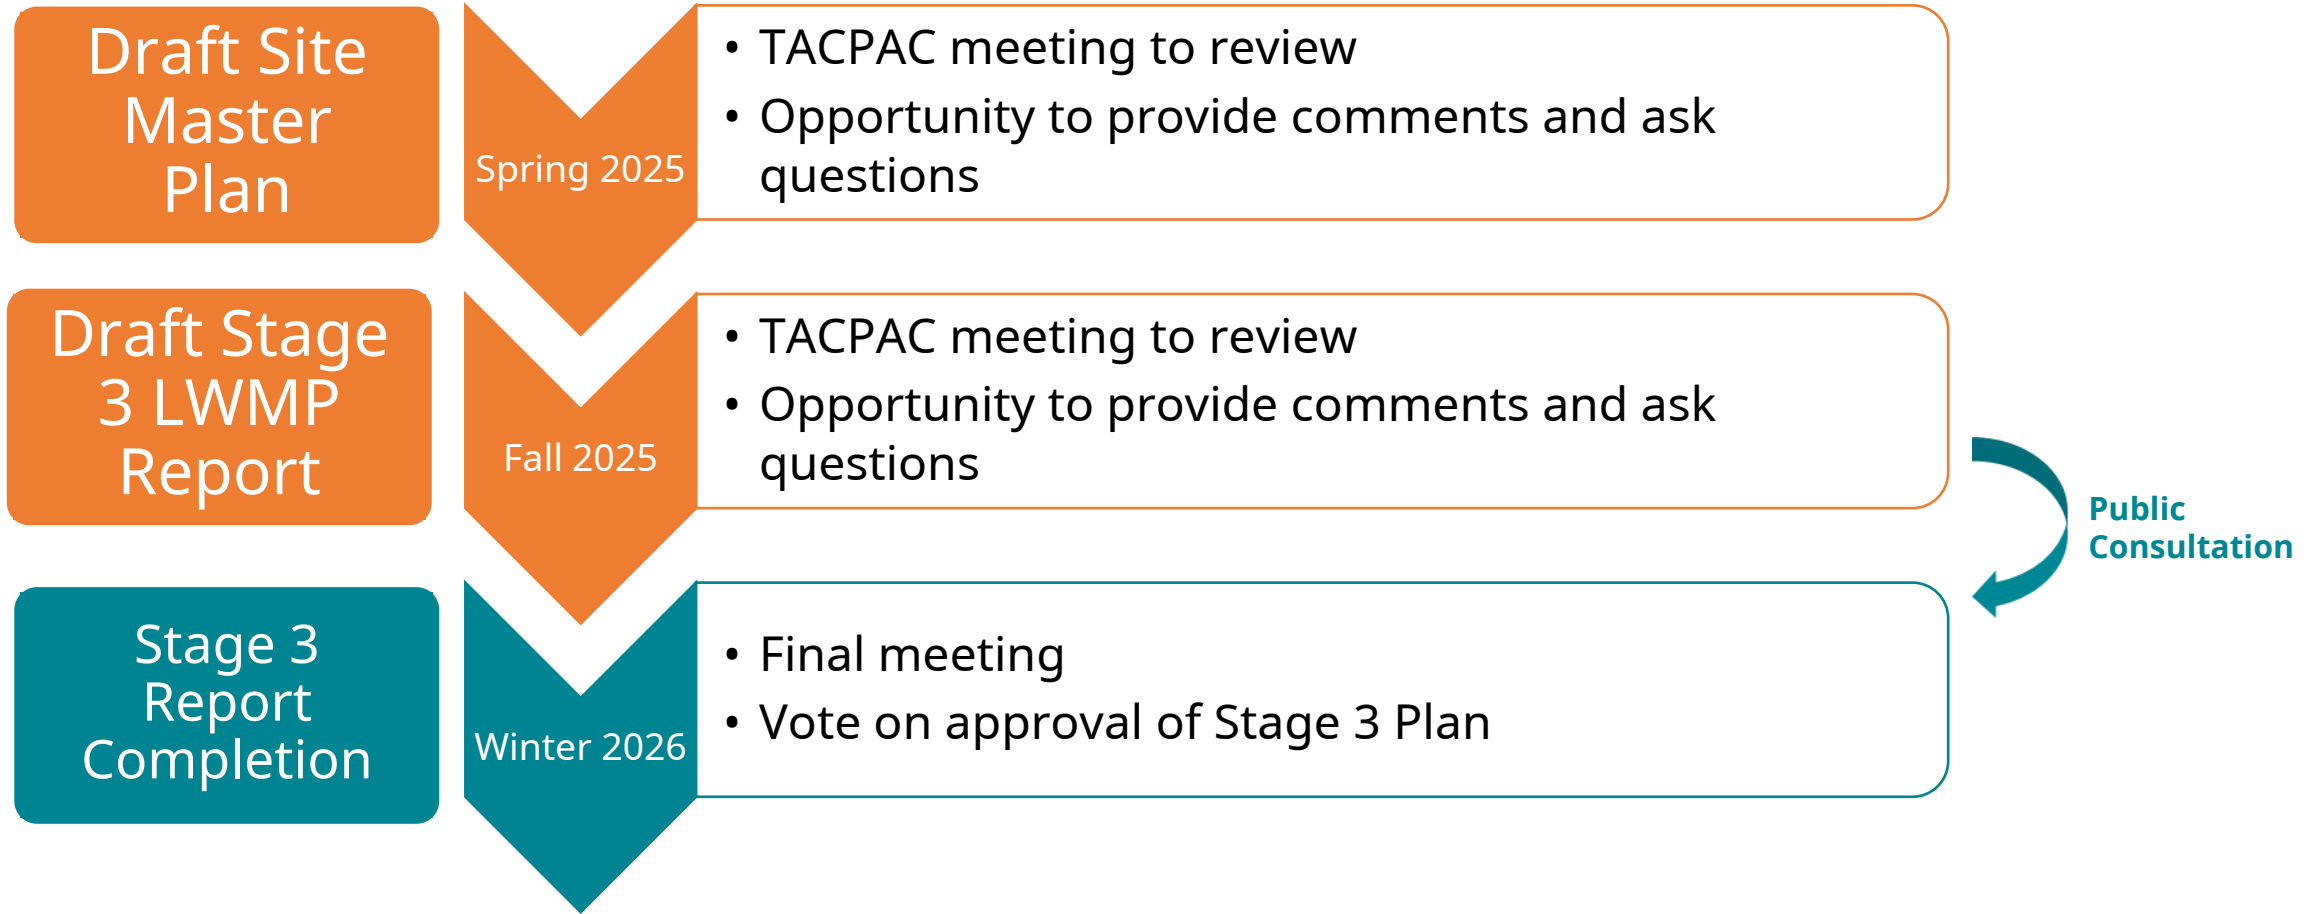 Draft Site
Master
Plan
Spring 2025
• TACPAC meeting to review
• Opportunity to provide comments and ask
questions
Draft Stage
3 LWMP
Report
Fall 2025
• TACPAC meeting to review
• Opportunity to provide comments and ask
questions
Public
Consultation
Stage 3
Report
Completion
Winter 2026
• Final meeting
• Vote on approval of Stage 3 Plan